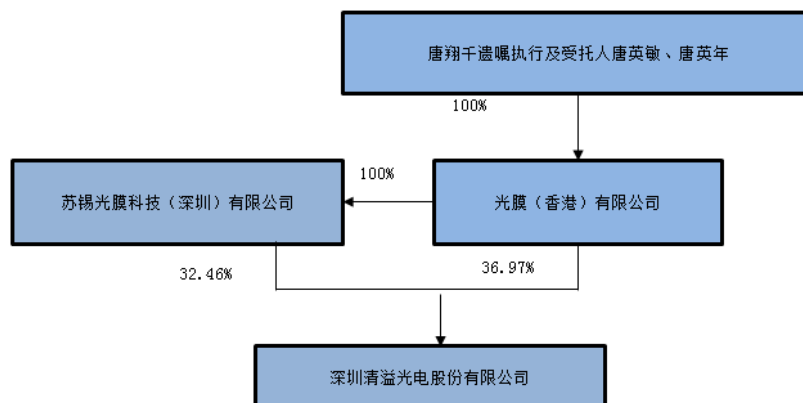 唐翔千遗嘱执行及受托人唐英敏、唐英年
100%
苏锡光膜科技（深圳）有限公司
100%
光膜（香港）有限公司
32.46%
36.97%
深圳清溢光电股份有限公司